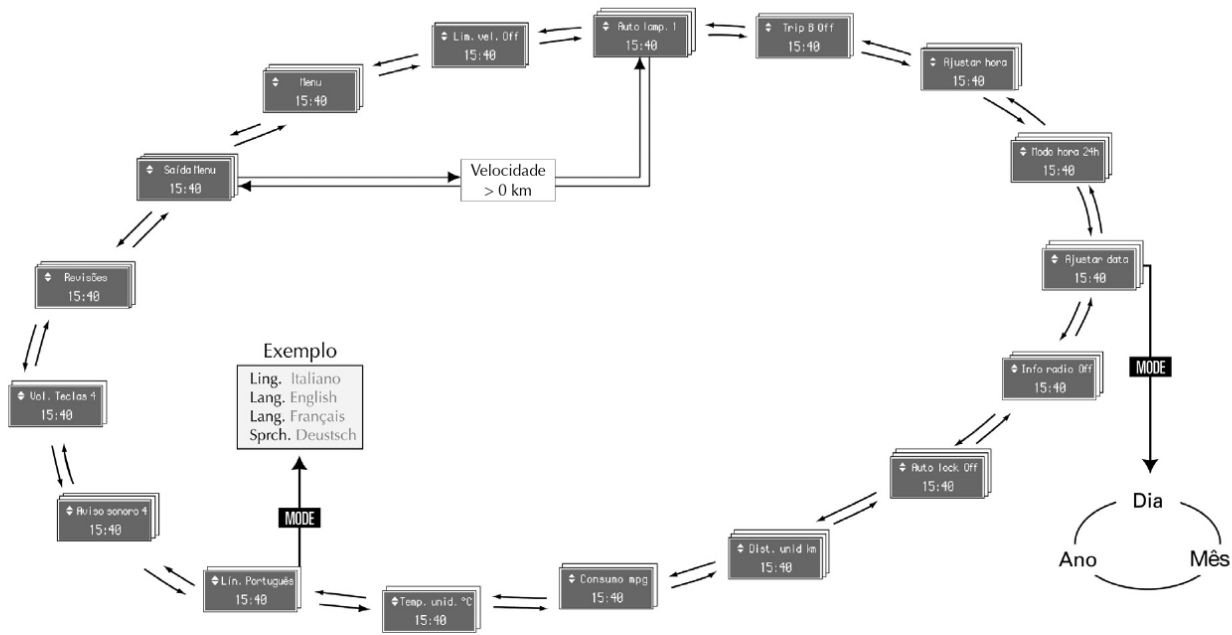 Auto lamp. 1
15:40
Trip B Off
15:40
Ajustar hora
15:40
Modo hora 24h
15:40
Ajustar data
15:40
MODE
Dia
Mês
Ano
Info radio Off
15:40
Auto lock Off
15:40
Dist. unid km
15:40
Consumo mpg
15:40
Temp. unid. °C
15:40
Lín. Português
15:40
MODE
Exemplo
Ling. Italiano
Lang. English
Lang. Français
Sprch. Deustsch
Aviso sonoro 4
15:40
Vol. Teclas 4
15:40
Revisões
15:40
Saída Menu
15:40
Velocidade
> 0 km
Menu
15:40
Lim. vel. Off
15:40